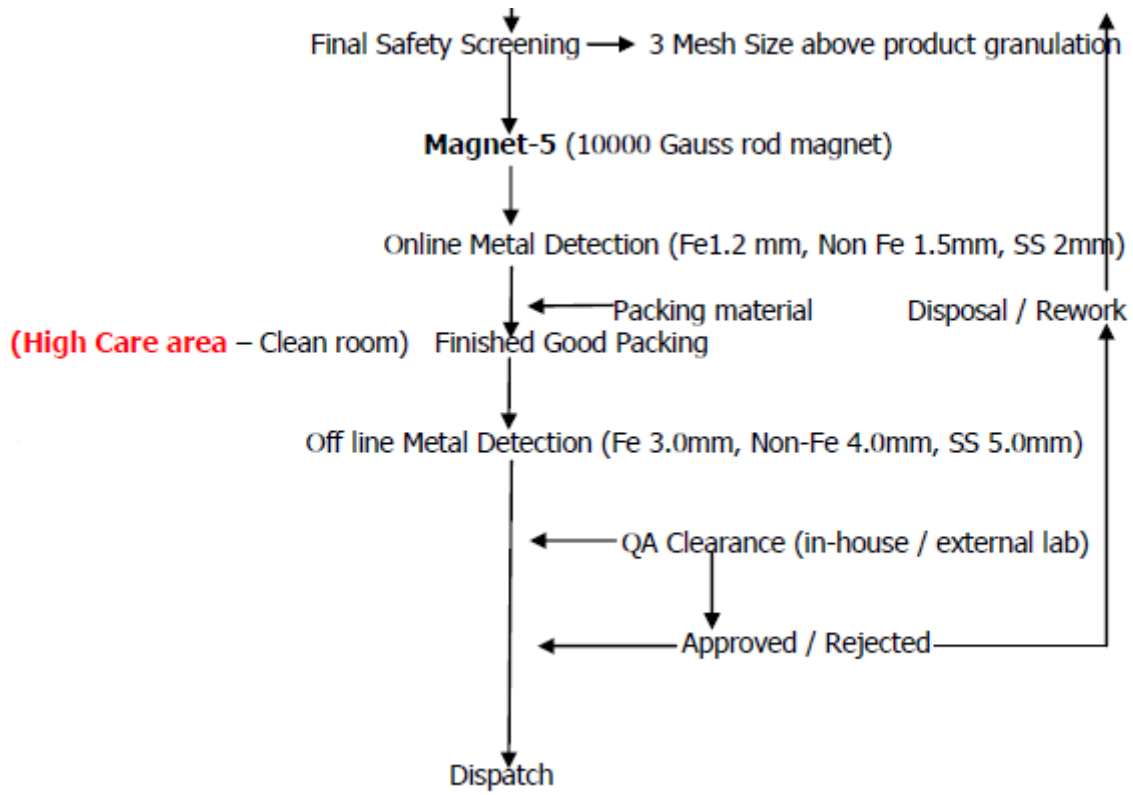 Final Safety Screening 3 Mesh Size above product granulation
Magnet-5 (10000 Gauss rod magnet)
Online Metal Detection (Fe1.2 mm, Non Fe 1.5mm, SS 2mm)
Packing material Disposal / Rework
(High Care area – Clean room) Finished Good Packing
Off line Metal Detection (Fe 3.0mm, Non-Fe 4.0mm, SS 5.0mm)
QA Clearance (in-house / external lab)
Approved / Rejected
Dispatch